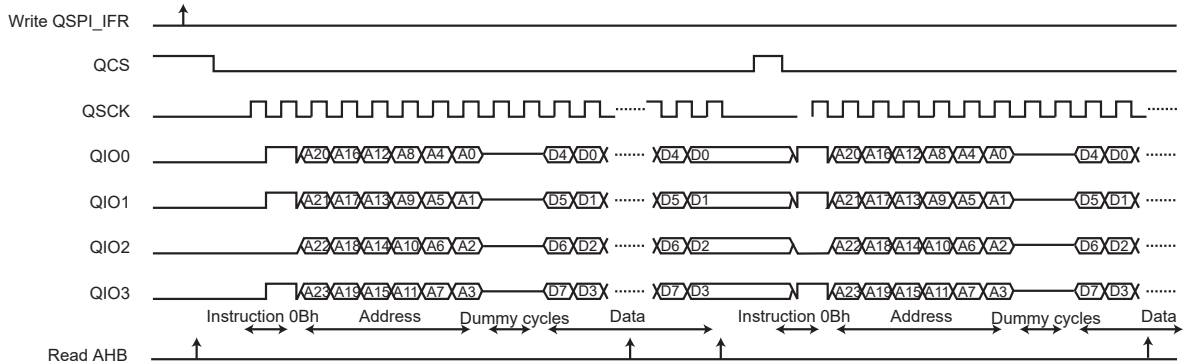 Write QSPI_IFR
QCS
QSCK
QIO0 A20 A16 A12 A8 A4 A0 D4 D0 D4 D0 A20 A16 A12 A8 A4 A0 D4 D0
QIO1 A21 A17 A13 A9 A5 A1 D5 D1 D5 D1 A21 A17 A13 A9 A5 A1 D5 D1
QIO2 A22 A18 A14 A10 A6 A2 D6 D2 D6 D2 A22 A18 A14 A10 A6 A2 D6 D2
QIO3 A23 A19 A15 A11 A7 A3 D7 D3 D7 D3 A23 A19 A15 A11 A7 A3 D7 D3
Instruction 0Bh Address Dummy cycles Data Instruction 0Bh Address Dummy cycles Data
Read AHB